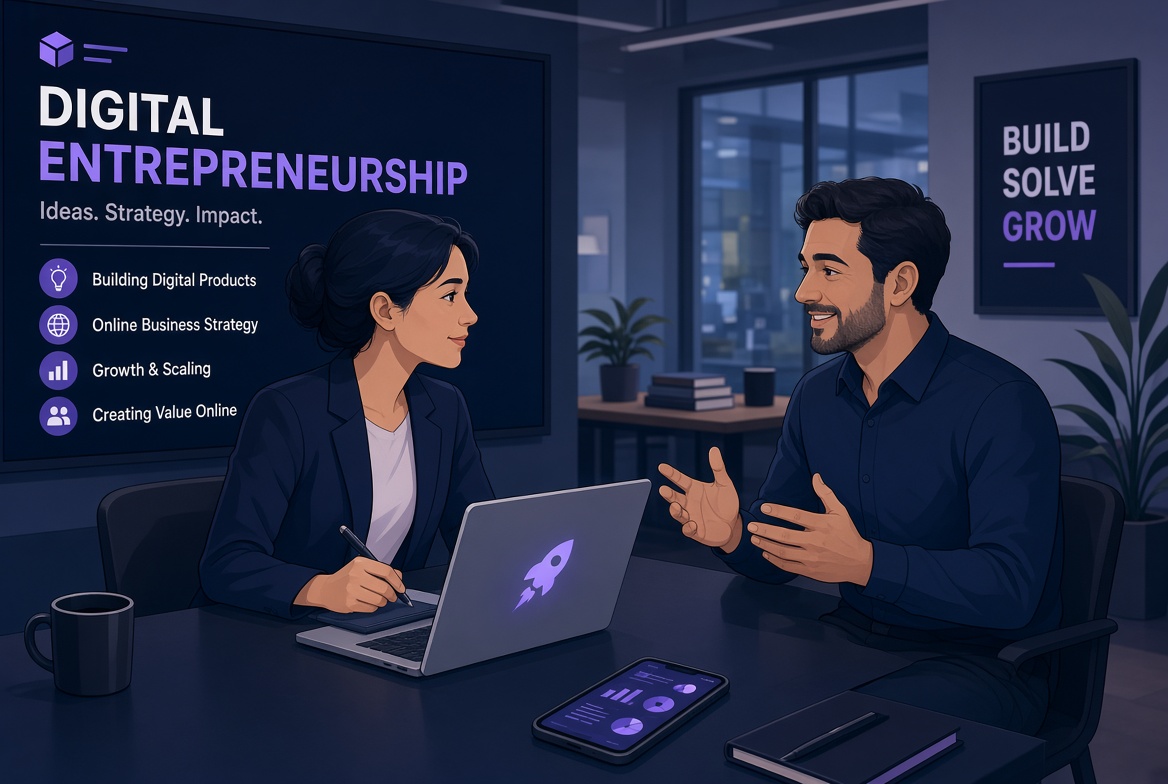 DIGITAL
ENTREPRENEURSHIP
Ideas. Strategy. Impact.
Building Digital Products
Online Business Strategy
Growth & Scaling
Creating Value Online
BUILD
SOLVE
GROW